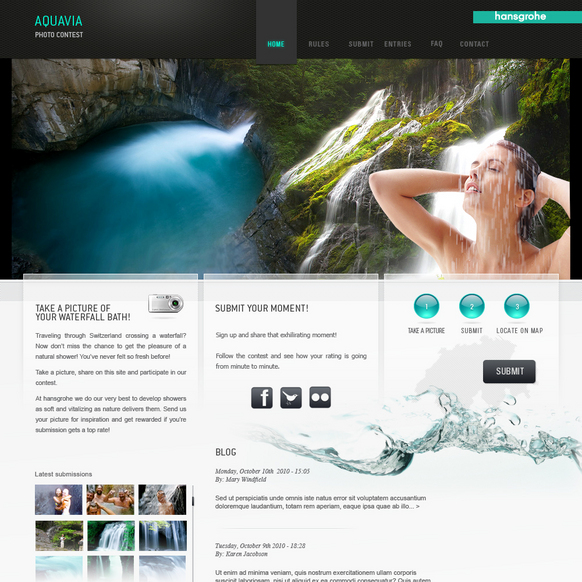 AQUAVIA
PHOTO CONTEST
hansgrohe
HOME RULES SUBMIT ENTRIES FAQ CONTACT
TAKE A PICTURE OF
YOUR WATERFALL BATH!
Traveling through Switzerland crossing a waterfall?
Now don't miss the chance to get the pleasure of a
natural shower! You've never felt so fresh before!
Take a picture, share on this site and participate in our
contest.
At hansgrohe we do our very best to develop showers
as soft and vitalizing as nature delivers them. Send us
your picture for inspiration and get rewarded if you're
submission gets a top rate!
Latest submissions
SUBMIT YOUR MOMENT!
Sign up and share that exhilirating moment!
Follow the contest and see how your rating is going
from minute to minute.
f
BLOG
Monday, October 10th 2010 - 15:05
By: Mary Windfield
Sed ut perspiciatis unde omnis iste natus error sit voluptatem accusantium
doloremque laudantium, totam rem aperiam, eaque ipsa quae ab illo... >
Tuesday, October 9th 2010 - 18:28
By: Karen Jacobson
Ut enim ad minima veniam, quis nostrum exercitationem ullam corporis
suscipit laboriosam, nisi ut aliquid ex ea commodi consequatur? Quis autem
1 2 3
TAKE A PICTURE SUBMIT LOCATE ON MAP
SUBMIT